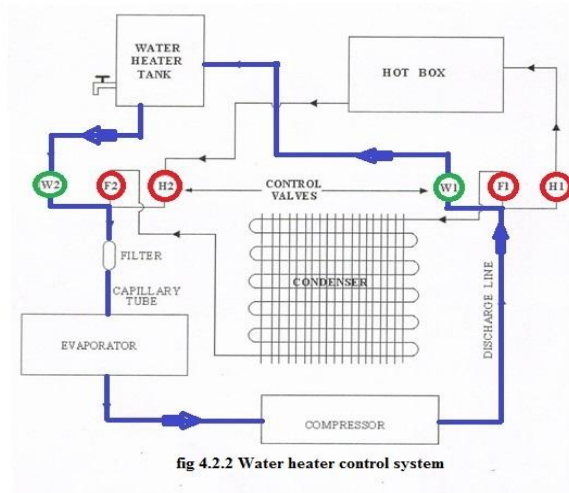 WATER
HEATER
TANK
HOT BOX
W2
F2
H2
CONTROL
VALVES
W1
F1
H1
FILTER
CAPILLARY
TUBE
CONDENSER
DISCHARGE LINE
EVAPORATOR
COMPRESSOR
fig 4.2.2 Water heater control system